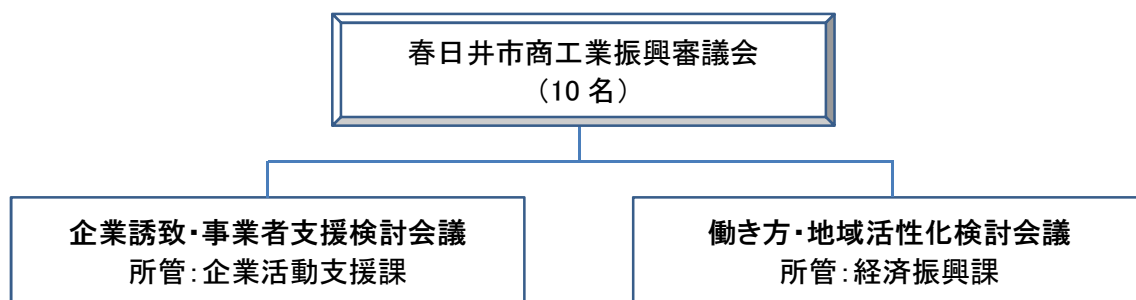 春日井市商工業振興審議会
（10 名）
企業誘致・事業者支援検討会議
所管：企業活動支援課
働き方・地域活性化検討会議
所管：経済振興課